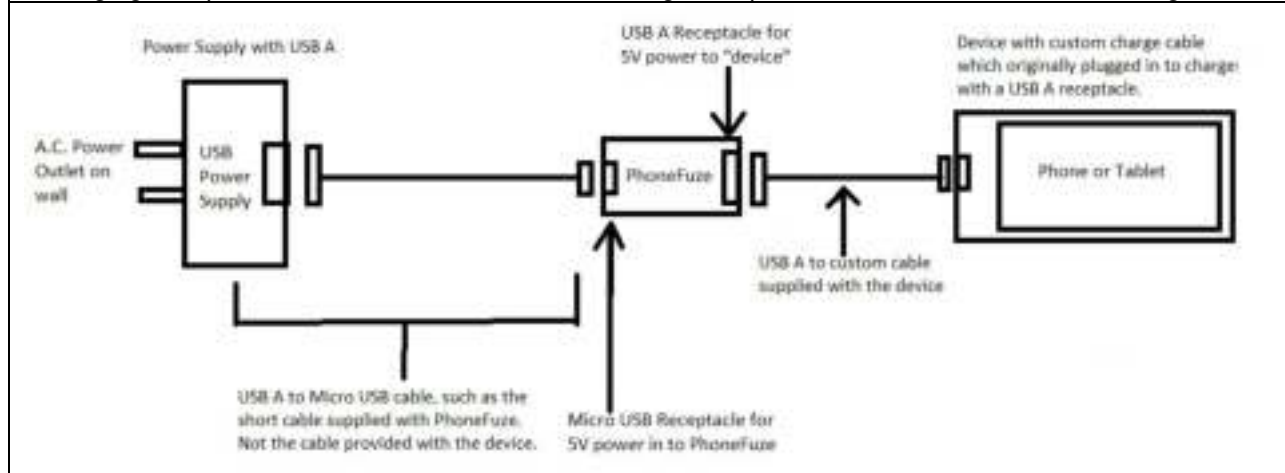 Power Supply with USB A
USB A Receptacle for
5V power to "device"
Device with custom charge cable
which originally plugged in to charge
with a USB A receptacle.
A.C. Power
Outlet on
wall
USB
Power
Supply
PhoneFuze
Phone or Tablet
USB A to custom cable
supplied with the device
USB A to Micro USB cable, such as the
short cable supplied with PhoneFuze.
Not the cable provided with the device.
Micro USB Receptacle for
5V power in to PhoneFuze